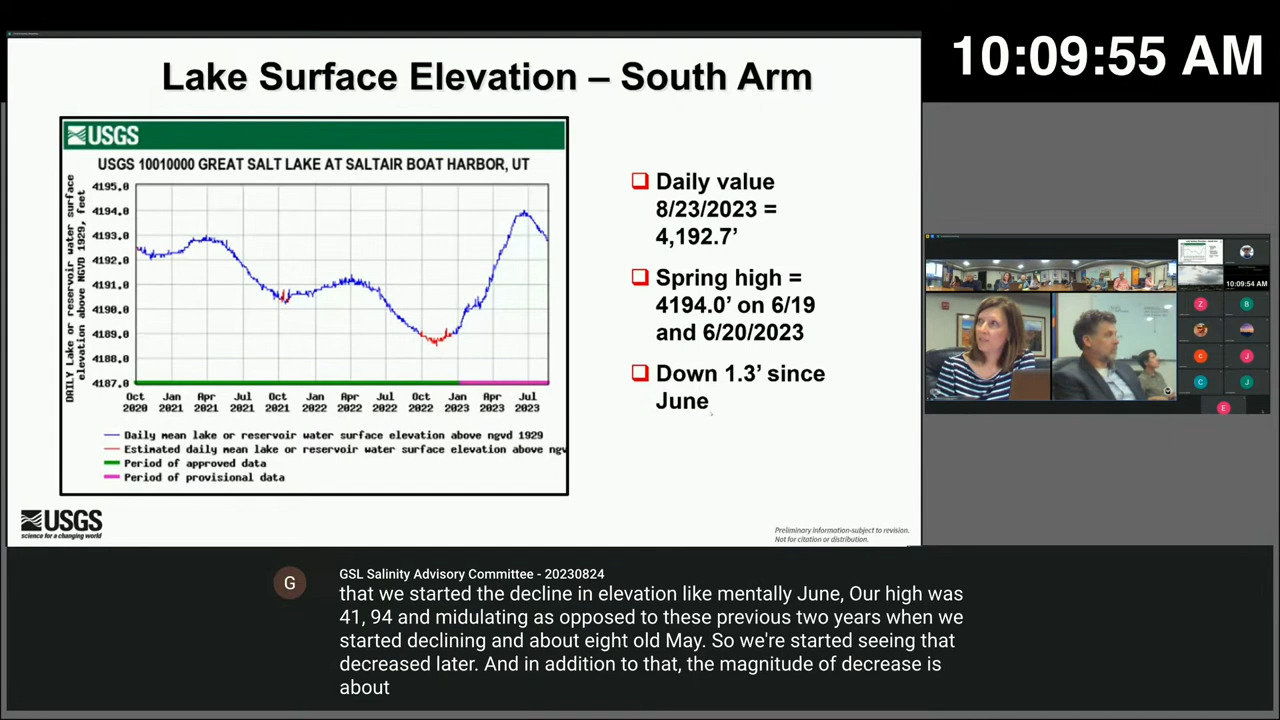 10:09:55 AM
Lake Surface Elevation – South Arm
USGS
USGS 10010000 GREAT SALT LAKE AT SALTAIR BOAT HARBOR, UT
DAILY Lake or reservoir water surface
elevation above NGVD 1929, feet
4195.0
4194.0
4193.0
4192.0
4191.0
4190.0
4189.0
4188.0
4187.0
Oct Jan Apr Jul Oct Jan Apr Jul Oct Jan Apr Jul
2020 2021 2021 2021 2021 2022 2022 2022 2022 2023 2023 2023
Daily mean lake or reservoir water surface elevation above ngvd 1929
Estimated daily mean lake or reservoir water surface elevation above ngv
Period of approved data
Period of provisional data
Daily value
8/23/2023 =
4,192.7’
Spring high =
4194.0’ on 6/19
and 6/20/2023
Down 1.3’ since
June
10:09:54 AM
Z
B
C
J
C
J
E
USGS
science for a changing world
Preliminary information-subject to revision.
Not for citation or distribution.
G
GSL Salinity Advisory Committee - 20230824
that we started the decline in elevation like mentally June, Our high was
41, 94 and midulating as opposed to these previous two years when we
started declining and about eight old May. So we're started seeing that
decreased later. And in addition to that, the magnitude of decrease is
about